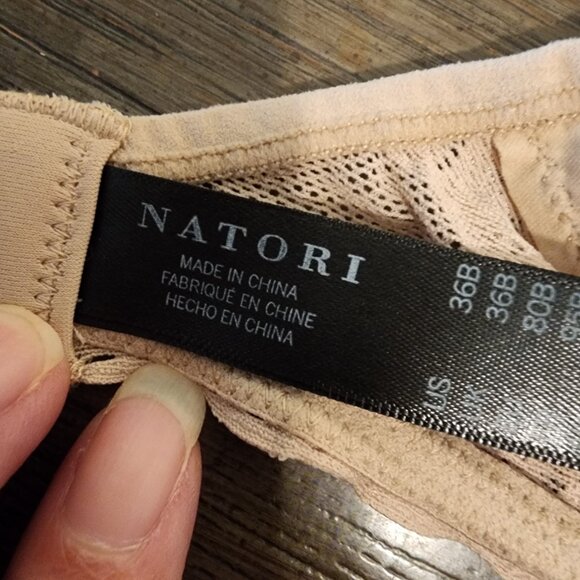 NATORI
MADE IN CHINA
FABRIQUÉ EN CHINE
HECHO EN CHINA
US 36B
36B
80B